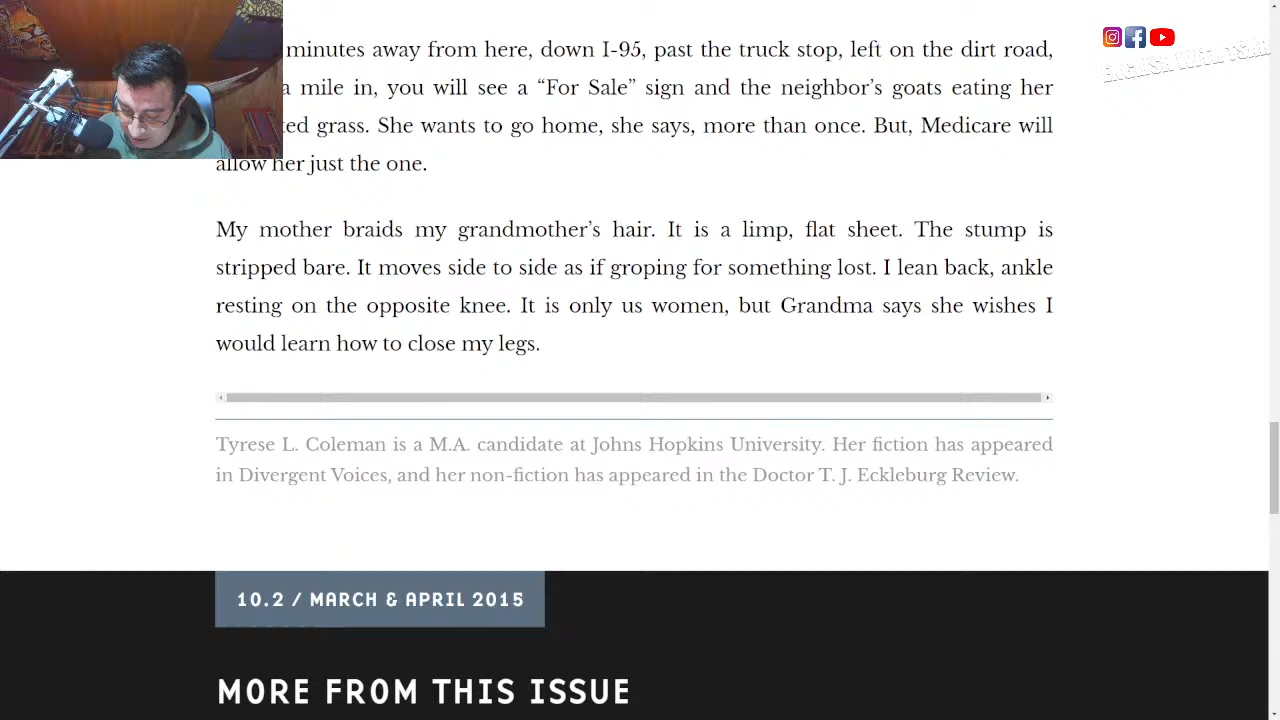 minutes away from here, down I-95, past the truck stop, left on the dirt road,
a mile in, you will see a “For Sale” sign and the neighbor’s goats eating her
grass. She wants to go home, she says, more than once. But, Medicare will
allow her just the one.
My mother braids my grandmother’s hair. It is a limp, flat sheet. The stump is
stripped bare. It moves side to side as if groping for something lost. I lean back, ankle
resting on the opposite knee. It is only us women, but Grandma says she wishes I
would learn how to close my legs.
Tyrese L. Coleman is a M.A. candidate at Johns Hopkins University. Her fiction has appeared
in Divergent Voices, and her non-fiction has appeared in the Doctor T. J. Eckleburg Review.
10.2 / MARCH & APRIL 2015
MORE FROM THIS ISSUE